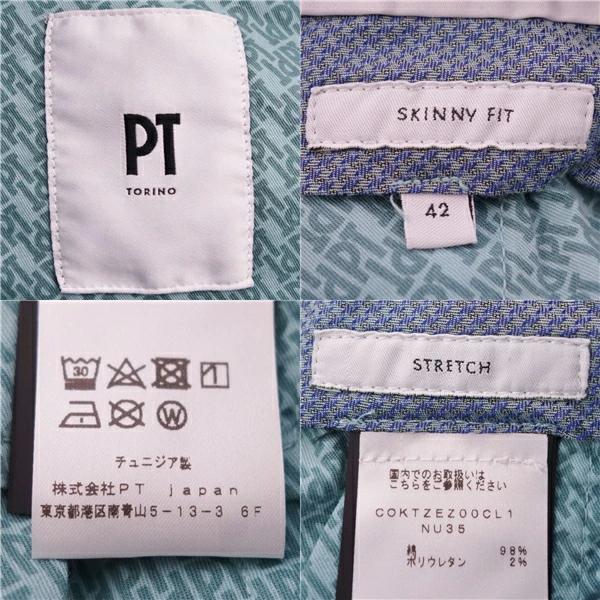 PT
TORINO
SKINNY FIT
42
30
チュニジア製
株式会社PT japan
東京都港区南青山5-13-3 6F
STRETCH
国内でのお取扱いは
こちらをご参照ください
COKTZEZ00CL1
NU35
綿 98%
ポリウレタン 2%